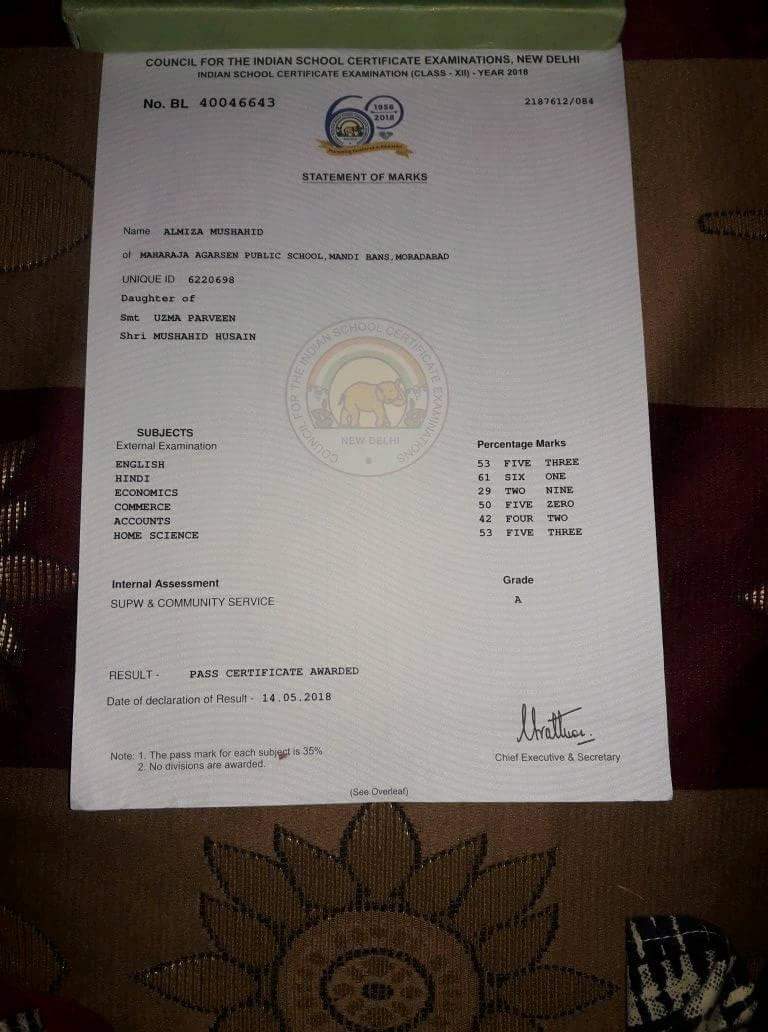 COUNCIL FOR THE INDIAN SCHOOL CERTIFICATE EXAMINATIONS, NEW DELHI
INDIAN SCHOOL CERTIFICATE EXAMINATION (CLASS - XII) - YEAR 2018
No. BL 40046643
1958
2018
2187612/084
STATEMENT OF MARKS
Name ALMIZA MUSHAHID
of MAHARAJA AGARSEN PUBLIC SCHOOL,MANDI BANS,MORADABAD
UNIQUE ID 6220698
Daughter of
Smt UZMA PARVEEN
Shri MUSHAHID HUSAIN
COUNCIL FOR THE INDIAN SCHOOL CERTIFICATE EXAMINATIONS
NEW DELHI
SUBJECTS
External Examination Percentage Marks
ENGLISH 53 FIVE THREE
HINDI 61 SIX ONE
ECONOMICS 29 TWO NINE
COMMERCE 50 FIVE ZERO
ACCOUNTS 42 FOUR TWO
HOME SCIENCE 53 FIVE THREE
Internal Assessment Grade
SUPW & COMMUNITY SERVICE A
RESULT - PASS CERTIFICATE AWARDED
Date of declaration of Result - 14.05.2018
Note: 1. The pass mark for each subject is 35%
2. No divisions are awarded.
Chief Executive & Secretary
(See Overleaf)